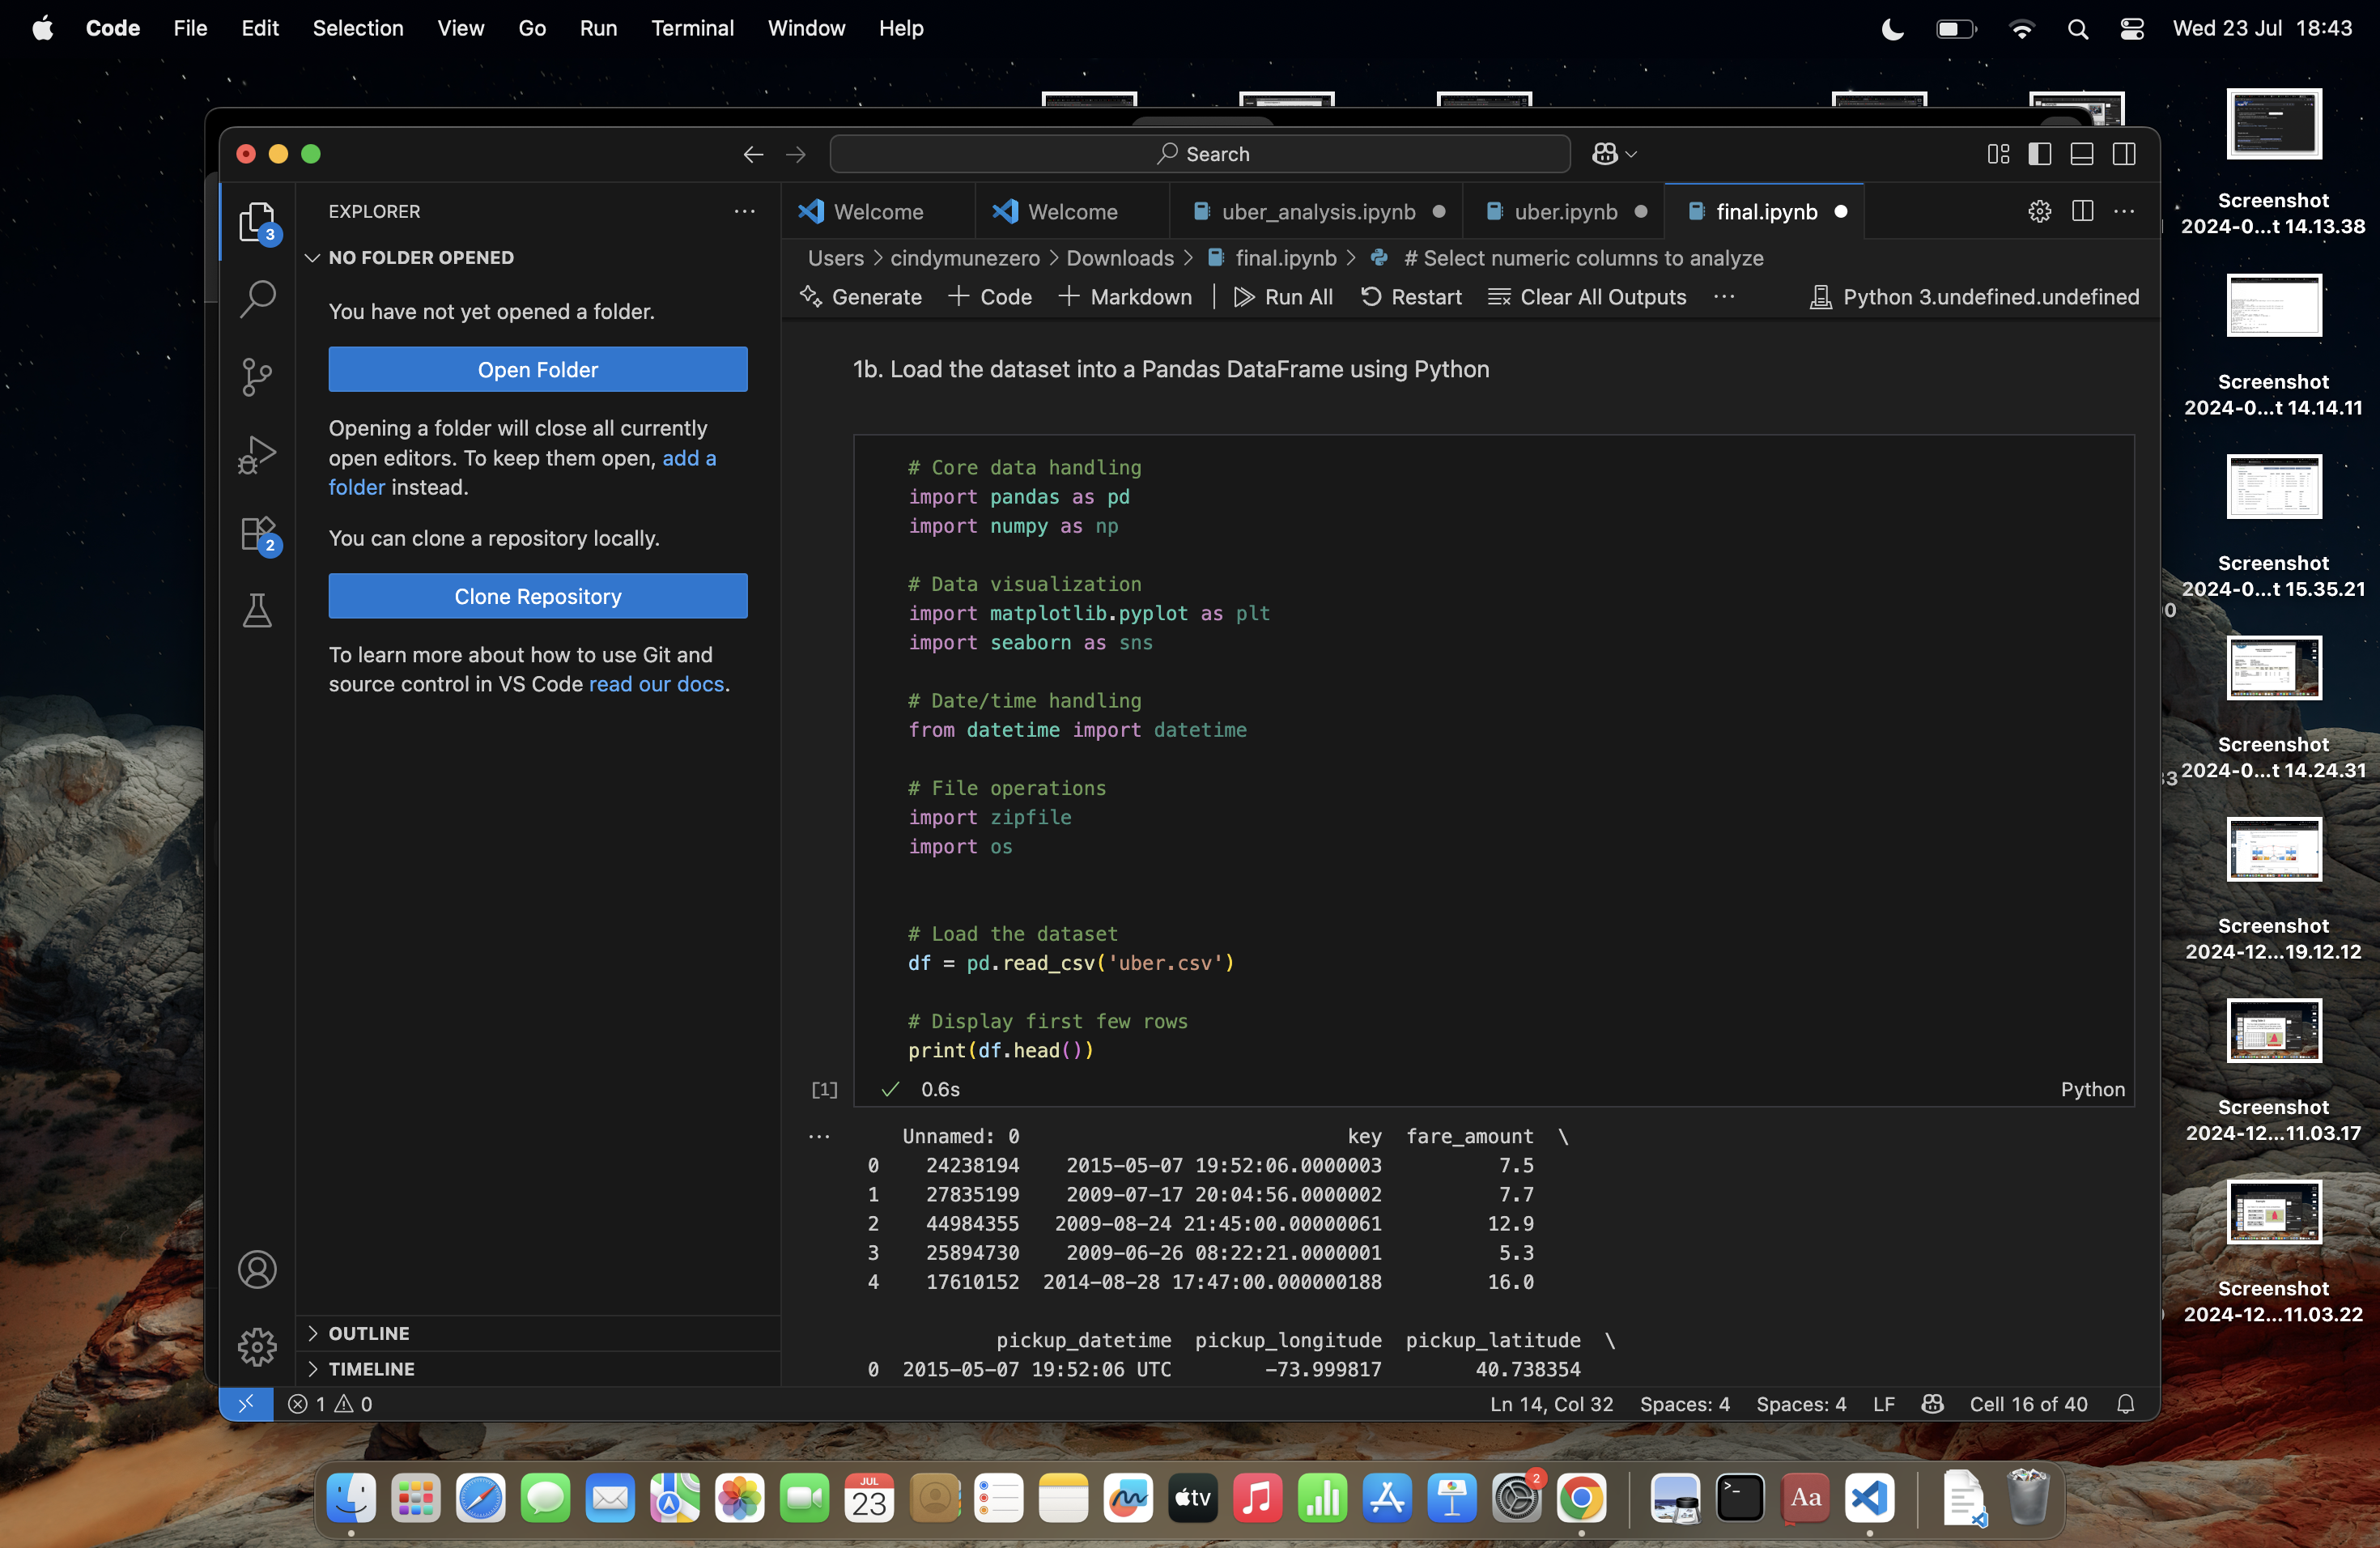 Code File Edit Selection View Go Run Terminal Window Help
Wed 23 Jul 18:43
Search
EXPLORER
3
NO FOLDER OPENED
You have not yet opened a folder.
Open Folder
Opening a folder will close all currently
open editors. To keep them open, add a
folder instead.
You can clone a repository locally.
Clone Repository
To learn more about how to use Git and
source control in VS Code read our docs.
2
OUTLINE
TIMELINE
Welcome Welcome uber_analysis.ipynb uber.ipynb final.ipynb
Users > cindymunezero > Downloads > final.ipynb > # Select numeric columns to analyze
Generate + Code + Markdown | Run All Restart Clear All Outputs ... Python 3.undefined.undefined
1b. Load the dataset into a Pandas DataFrame using Python
# Core data handling
import pandas as pd
import numpy as np
# Data visualization
import matplotlib.pyplot as plt
import seaborn as sns
# Date/time handling
from datetime import datetime
# File operations
import zipfile
import os
# Load the dataset
df = pd.read_csv('uber.csv')
# Display first few rows
print(df.head())
[1] ✓ 0.6s Python
... Unnamed: 0 key fare_amount \
0 24238194 2015-05-07 19:52:06.0000003 7.5
1 27835199 2009-07-17 20:04:56.0000002 7.7
2 44984355 2009-08-24 21:45:00.00000061 12.9
3 25894730 2009-06-26 08:22:21.0000001 5.3
4 17610152 2014-08-28 17:47:00.000000188 16.0
pickup_datetime pickup_longitude pickup_latitude \
0 2015-05-07 19:52:06 UTC -73.999817 40.738354
1 0 Ln 14, Col 32 Spaces: 4 Spaces: 4 LF Cell 16 of 40
Screenshot
2024-0...t 14.13.38
Screenshot
2024-0...t 14.14.11
Screenshot
2024-0...t 15.35.21
Screenshot
2024-0...t 14.24.31
Screenshot
2024-12...19.12.12
Screenshot
2024-12...11.03.17
Screenshot
2024-12...11.03.22
JUL
23
tv
2
>_
Aa